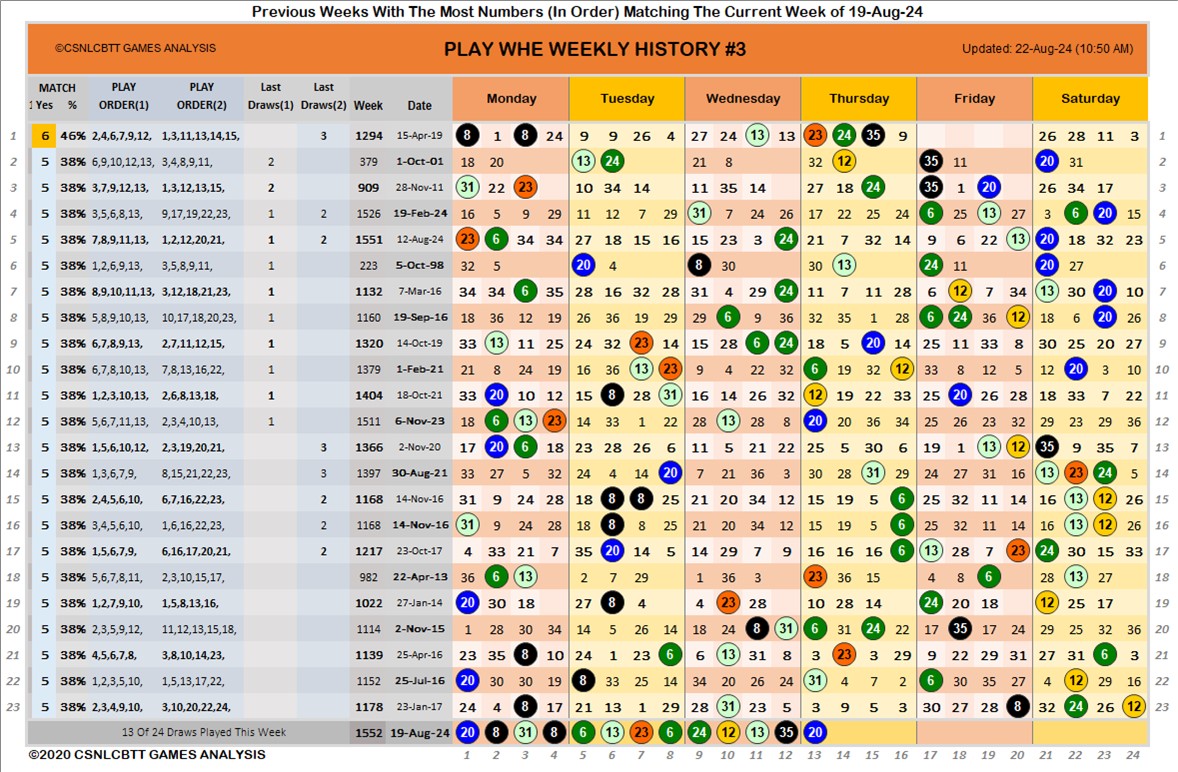 Previous Weeks With The Most Numbers (In Order) Matching The Current Week of 19-Aug-24
©CSNLCBTT GAMES ANALYSIS PLAY WHE WEEKLY HISTORY #3 Updated: 22-Aug-24 (10:50 AM)
MATCH PLAY PLAY Last Last
1 Yes % ORDER(1) ORDER(2) Draws(1) Draws(2) Week Date Monday Tuesday Wednesday Thursday Friday Saturday
1 6 46% 2,4,6,7,9,12, 1,3,11,13,14,15, 3 1294 15-Apr-19 8 1 8 24 9 9 26 4 27 24 13 13 23 24 35 9 26 28 11 3 1
2 5 38% 6,9,10,12,13, 3,4,8,9,11, 2 379 1-Oct-01 18 20 13 6 24 21 8 32 12 35 11 20 31 2
3 5 38% 3,7,9,12,13, 1,3,12,13,15, 2 909 28-Nov-11 31 22 23 10 34 14 11 35 14 27 18 24 35 1 20 26 34 17 3
4 5 38% 3,5,6,8,13, 9,17,19,22,23, 1 2 1526 19-Feb-24 16 5 9 29 11 12 7 29 31 7 24 26 17 22 25 24 6 25 13 27 3 6 20 15 4
5 5 38% 7,8,9,11,13, 1,2,12,20,21, 1 2 1551 12-Aug-24 23 6 34 34 27 18 15 16 15 23 3 24 21 7 32 14 9 6 22 13 20 18 32 23 5
6 5 38% 1,2,6,9,13, 3,5,8,9,11, 1 223 5-Oct-98 32 5 20 4 8 30 30 13 24 11 20 27 6
7 5 38% 8,9,10,11,13, 3,12,18,21,23, 1 1132 7-Mar-16 34 34 6 35 28 16 32 28 31 4 29 24 11 7 11 28 6 12 7 34 13 30 20 10 7
8 5 38% 5,8,9,10,13, 10,17,18,20,23, 1 1160 19-Sep-16 18 36 12 19 26 36 19 29 29 6 9 36 32 35 1 28 6 24 36 12 18 6 20 26 8
9 5 38% 6,7,8,9,13, 2,7,11,12,15, 1 1320 14-Oct-19 33 13 11 25 24 32 23 14 15 28 6 24 18 5 20 14 25 11 33 8 30 25 20 27 9
10 5 38% 6,7,8,10,13, 7,8,13,16,22, 1 1379 1-Feb-21 21 8 24 19 16 36 13 23 9 4 22 32 6 19 32 12 33 8 12 5 12 20 3 10 10
11 5 38% 1,2,3,10,13, 2,6,8,13,18, 1 1404 18-Oct-21 33 20 10 12 15 8 28 31 16 14 26 32 12 19 22 33 18 20 26 28 18 33 7 22 11
12 5 38% 5,6,7,11,13, 2,3,4,10,13, 1 1511 6-Nov-23 18 6 13 23 14 33 1 22 28 13 29 12 20 20 36 34 26 26 27 5 29 23 29 36 12
13 5 38% 1,5,6,10,12, 2,3,19,20,21, 3 1366 2-Nov-20 17 20 6 18 23 28 26 6 11 5 21 22 25 5 30 6 19 1 13 12 35 9 35 7 13
14 5 38% 1,3,6,7,9, 8,15,21,22,23, 2 30-Aug-21 33 27 5 32 24 4 14 20 7 21 36 3 30 28 31 29 24 27 31 16 13 23 24 5 14
15 5 38% 2,4,5,6,10, 6,7,16,22,23, 2 1168 14-Nov-16 31 9 24 28 18 8 8 25 21 20 34 12 15 19 5 6 25 32 11 14 16 13 12 26 15
16 5 38% 3,4,5,6,10, 1,6,16,22,23, 2 1168 14-Nov-16 31 9 24 28 18 8 8 25 21 20 34 12 15 19 5 6 25 32 11 14 16 13 12 26 16
17 5 38% 1,5,6,7,9, 6,16,17,20,21, 2 1217 23-Oct-17 4 33 21 7 35 20 14 5 14 29 7 9 16 16 16 6 13 28 7 23 24 30 15 33 17
18 5 38% 5,6,7,8,11, 2,3,10,15,17, 982 22-Apr-13 36 6 13 2 7 29 1 36 3 23 36 15 4 8 6 28 13 27 18
19 5 38% 1,2,7,9,10, 1,5,8,13,16, 1022 27-Jan-14 20 30 18 27 8 4 4 23 28 10 28 14 24 20 18 12 25 17 19
20 5 38% 3,5,9,12, 11,12,13,15,18, 1114 2-Nov-15 1 28 30 34 14 5 26 14 18 24 8 31 6 31 24 22 17 35 17 24 29 25 32 36 20
21 5 38% 4,5,6,7,8, 3,8,10,14,23, 1139 25-Apr-16 23 35 8 10 24 1 23 6 6 13 31 8 3 23 3 29 9 22 29 31 27 31 6 3 21
22 5 38% 1,2,3,5,10, 1,5,13,17,22, 1152 25-Jul-16 20 30 30 19 8 33 25 14 34 20 26 24 31 4 7 2 6 30 35 27 4 12 29 16 22
23 5 38% 2,3,4,9,10, 3,10,20,22,24, 1178 23-Jan-17 24 4 8 17 21 13 1 29 28 31 23 5 3 9 5 3 30 27 28 8 32 24 26 12 23
13 Of 24 Draws Played This Week 1552 19-Aug-24 20 8 31 8 6 13 23 6 24 12 13 35 20
©2020 CSNLCBTT GAMES ANALYSIS 1 2 3 4 5 6 7 8 9 10 11 12 13 14 15 16 17 18 19 20 21 22 23 24